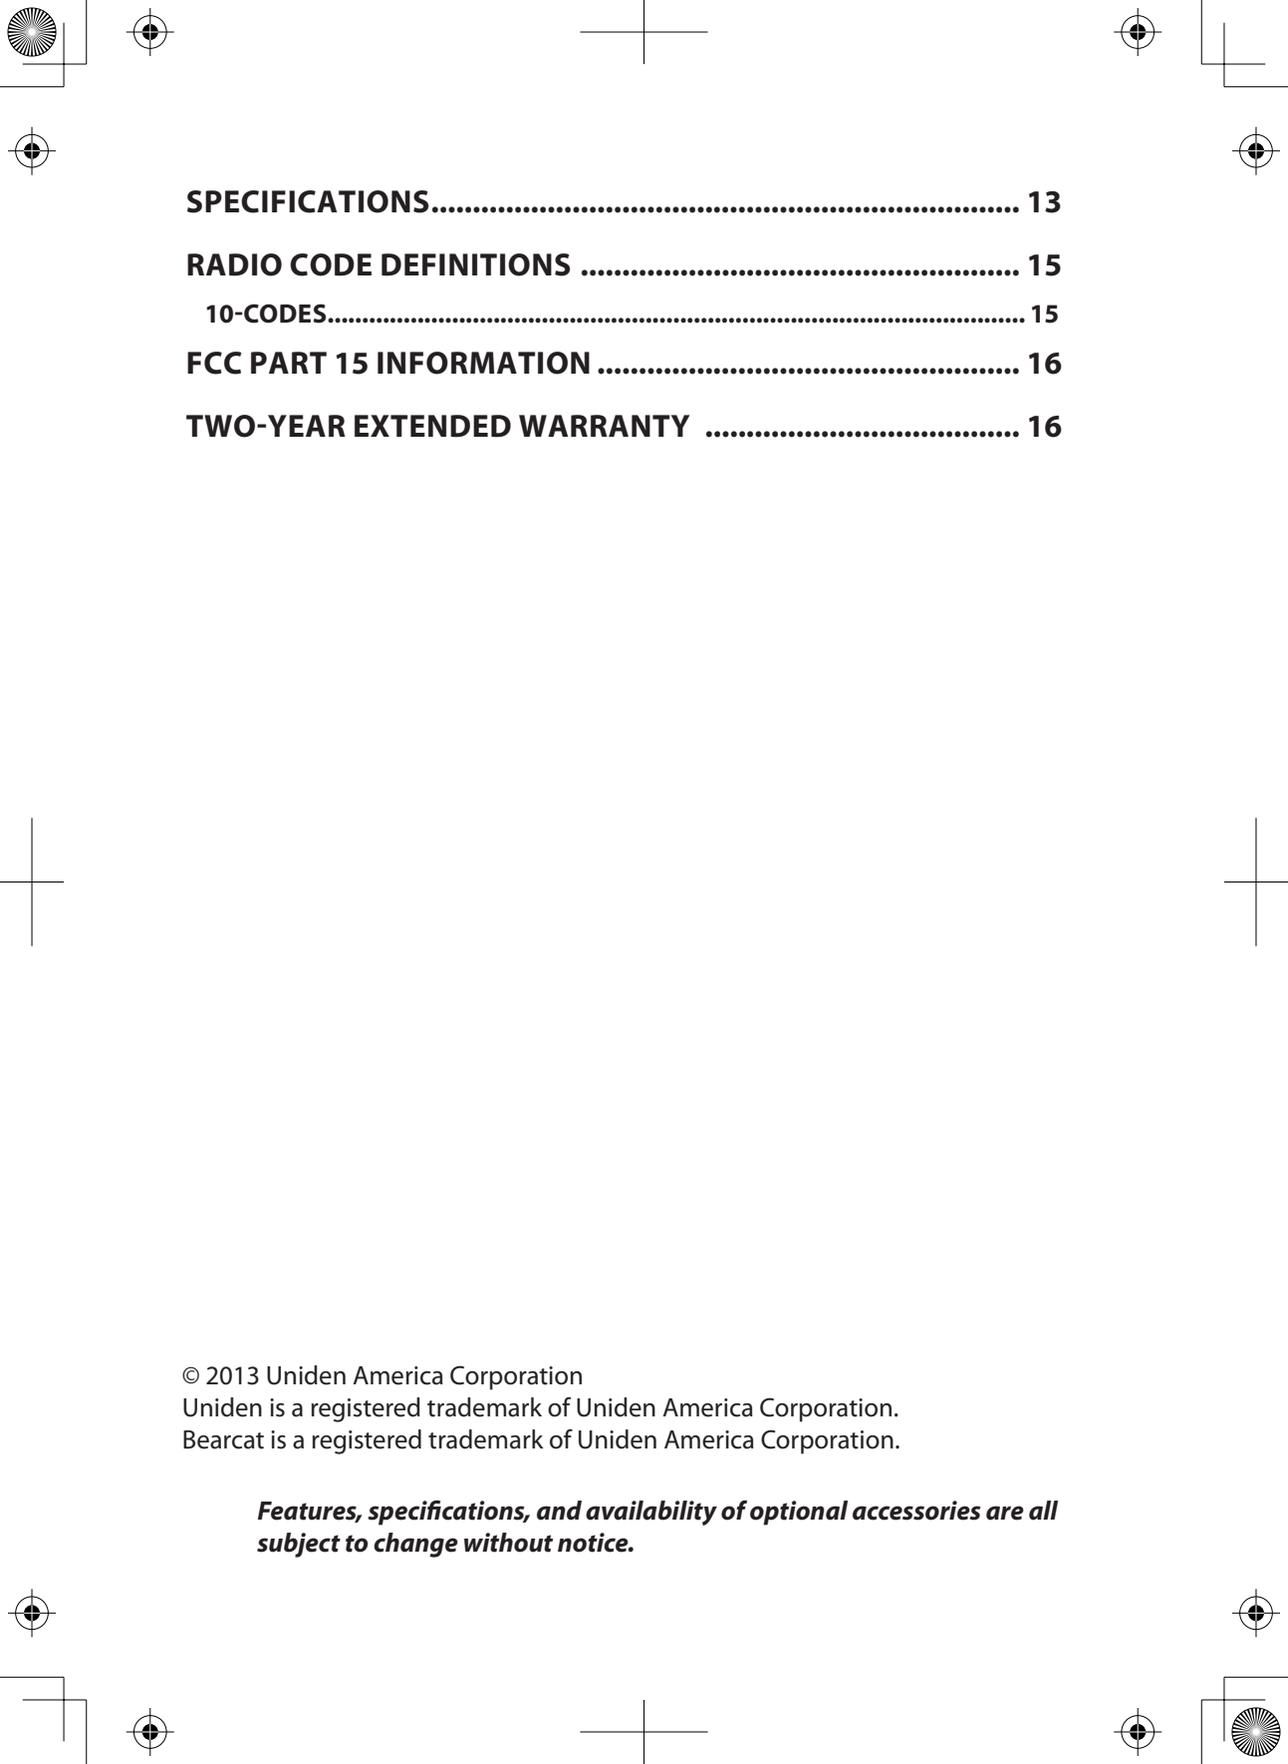 SPECIFICATIONS....................................................................... 13
RADIO CODE DEFINITIONS ..................................................... 15
10-CODES..................................................................................................... 15
FCC PART 15 INFORMATION ................................................... 16
TWO-YEAR EXTENDED WARRANTY ...................................... 16
© 2013 Uniden America Corporation
Uniden is a registered trademark of Uniden America Corporation.
Bearcat is a registered trademark of Uniden America Corporation.
Features, specifications, and availability of optional accessories are all
subject to change without notice.